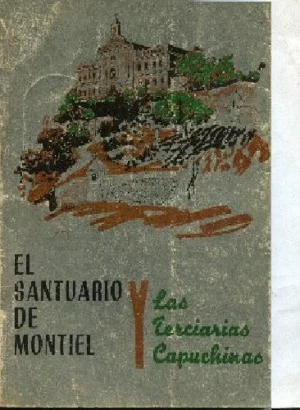 EL
SANTUARIO
DE
MONTIEL
Y
Las
Terciarias
Capuchinas